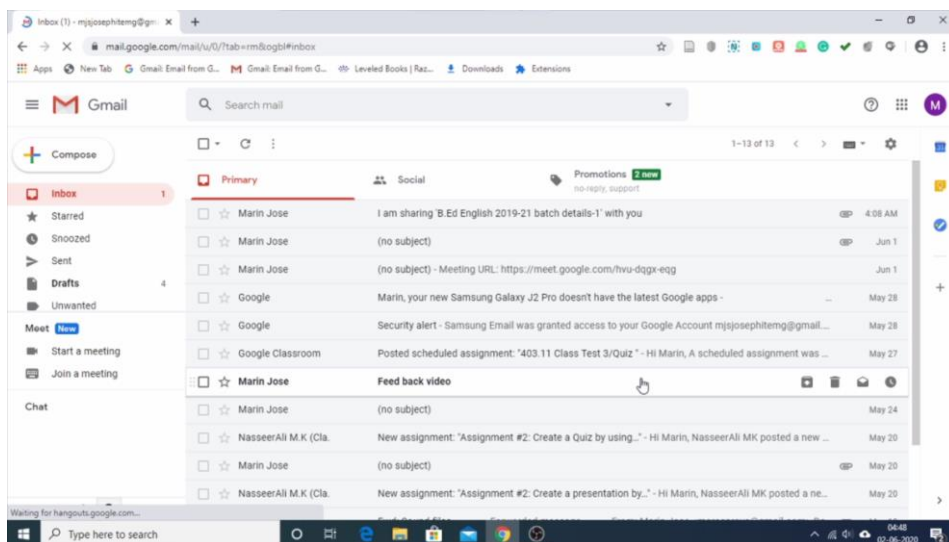 Inbox (1) - mjsjosephitemg@gm
mail.google.com/mail/u/0/?tab=rm&ogbl#inbox
Apps New Tab Gmail: Email from G... Gmail: Email from G... Leveled Books | Raz... Downloads Extensions
Gmail
Search mail
M
Compose
1–13 of 13
Primary Social Promotions 2 new
no-reply, support
Inbox 1
Starred
Snoozed
Sent
Drafts 4
Unwanted
Meet New
Start a meeting
Join a meeting
Chat
Marin Jose I am sharing 'B.Ed English 2019-21 batch details-1' with you 4:08 AM
Marin Jose (no subject) Jun 1
Marin Jose (no subject) - Meeting URL: https://meet.google.com/hvu-dqgx-eqg Jun 1
Google Marin, your new Samsung Galaxy J2 Pro doesn't have the latest Google apps - ... May 28
Google Security alert - Samsung Email was granted access to your Google Account mjsjosephitemg@gmail.... May 28
Google Classroom Posted scheduled assignment: "403.11 Class Test 3/Quiz " - Hi Marin, A scheduled assignment was ... May 27
Marin Jose Feed back video
Marin Jose (no subject) May 24
NasseerAli M.K (Cla. New assignment: "Assignment #2: Create a Quiz by using..." - Hi Marin, NasseerAli MK posted a new ... May 20
Marin Jose (no subject) May 20
NasseerAli M.K (Cla. New assignment: "Assignment #2: Create a presentation by..." - Hi Marin, NasseerAli MK posted a ne... May 20
Waiting for hangouts.google.com...
Type here to search
04:48
02-06-2020